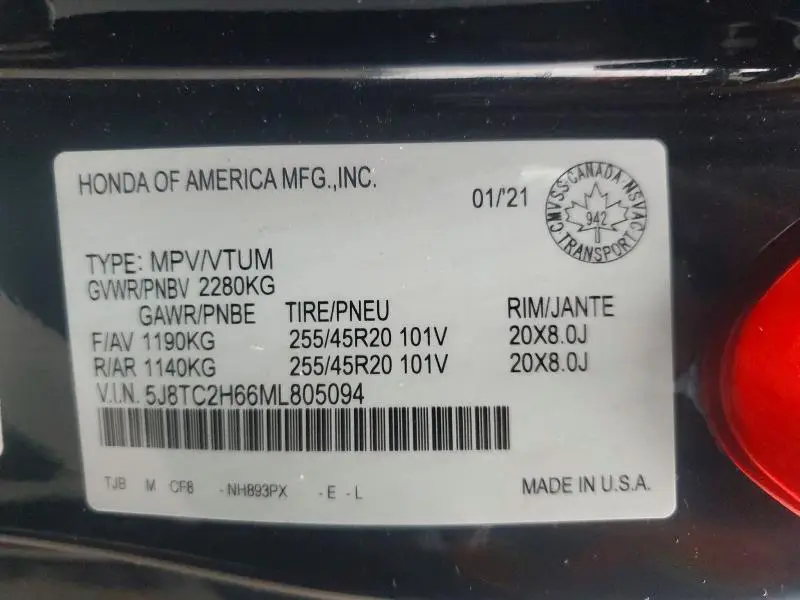 HONDA OF AMERICA MFG.,INC.
01/'21
CMVSS-CANADA-NSVAC
942
TRANSPORT
TYPE: MPV/VTUM
GVWR/PNBV 2280KG
GAWR/PNBE TIRE/PNEU RIM/JANTE
F/AV 1190KG 255/45R20 101V 20X8.0J
R/AR 1140KG 255/45R20 101V 20X8.0J
V.I.N. 5J8TC2H66ML805094
TJB M CF8 -NH893PX -E -L MADE IN U.S.A.